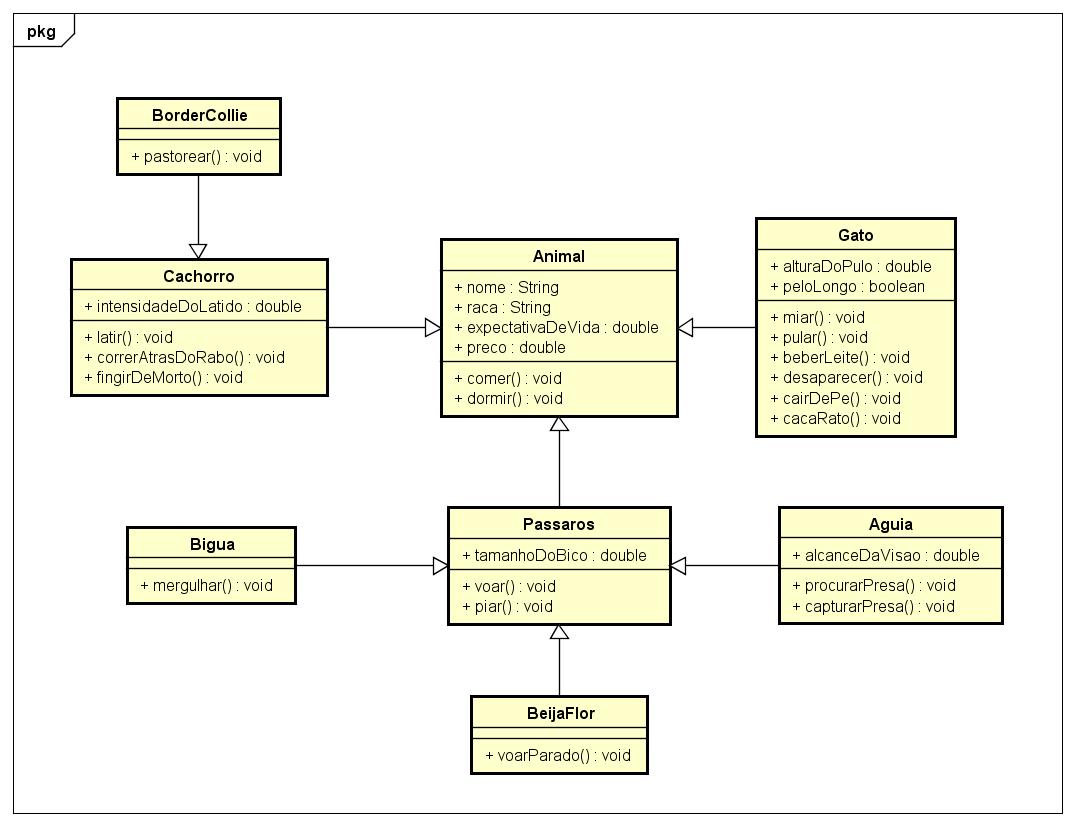 pkg
BorderCollie
+ pastorear() : void
Cachorro
+ intensidadeDoLatido : double
+ latir() : void
+ correrAtrasDoRabo() : void
+ fingirDeMorto() : void
Animal
+ nome : String
+ raca : String
+ expectativaDeVida : double
+ preco : double
+ comer() : void
+ dormir() : void
Gato
+ alturaDoPulo : double
+ peloLongo : boolean
+ miar() : void
+ pular() : void
+ beberLeite() : void
+ desaparecer() : void
+ cairDePe() : void
+ cacaRato() : void
Bigua
+ mergulhar() : void
Passaros
+ tamanhoDoBico : double
+ voar() : void
+ piar() : void
Aguia
+ alcanceDaVisao : double
+ procurarPresa() : void
+ capturarPresa() : void
BeijaFlor
+ voarParado() : void